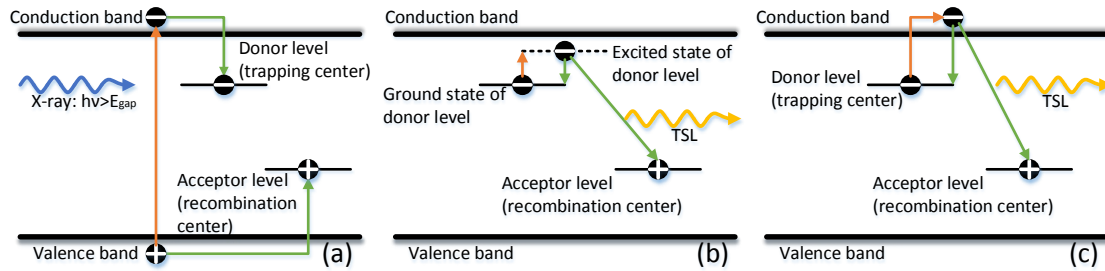 Conduction band
Donor level
(trapping center)
X-ray: hν>Egap
Acceptor level
(recombination
center)
Valence band
(a)
Conduction band
Excited state of
donor level
Ground state of
donor level
TSL
Acceptor level
(recombination center)
Valence band
(b)
Conduction band
Donor level
(trapping center)
TSL
Acceptor level
(recombination center)
Valence band
(c)